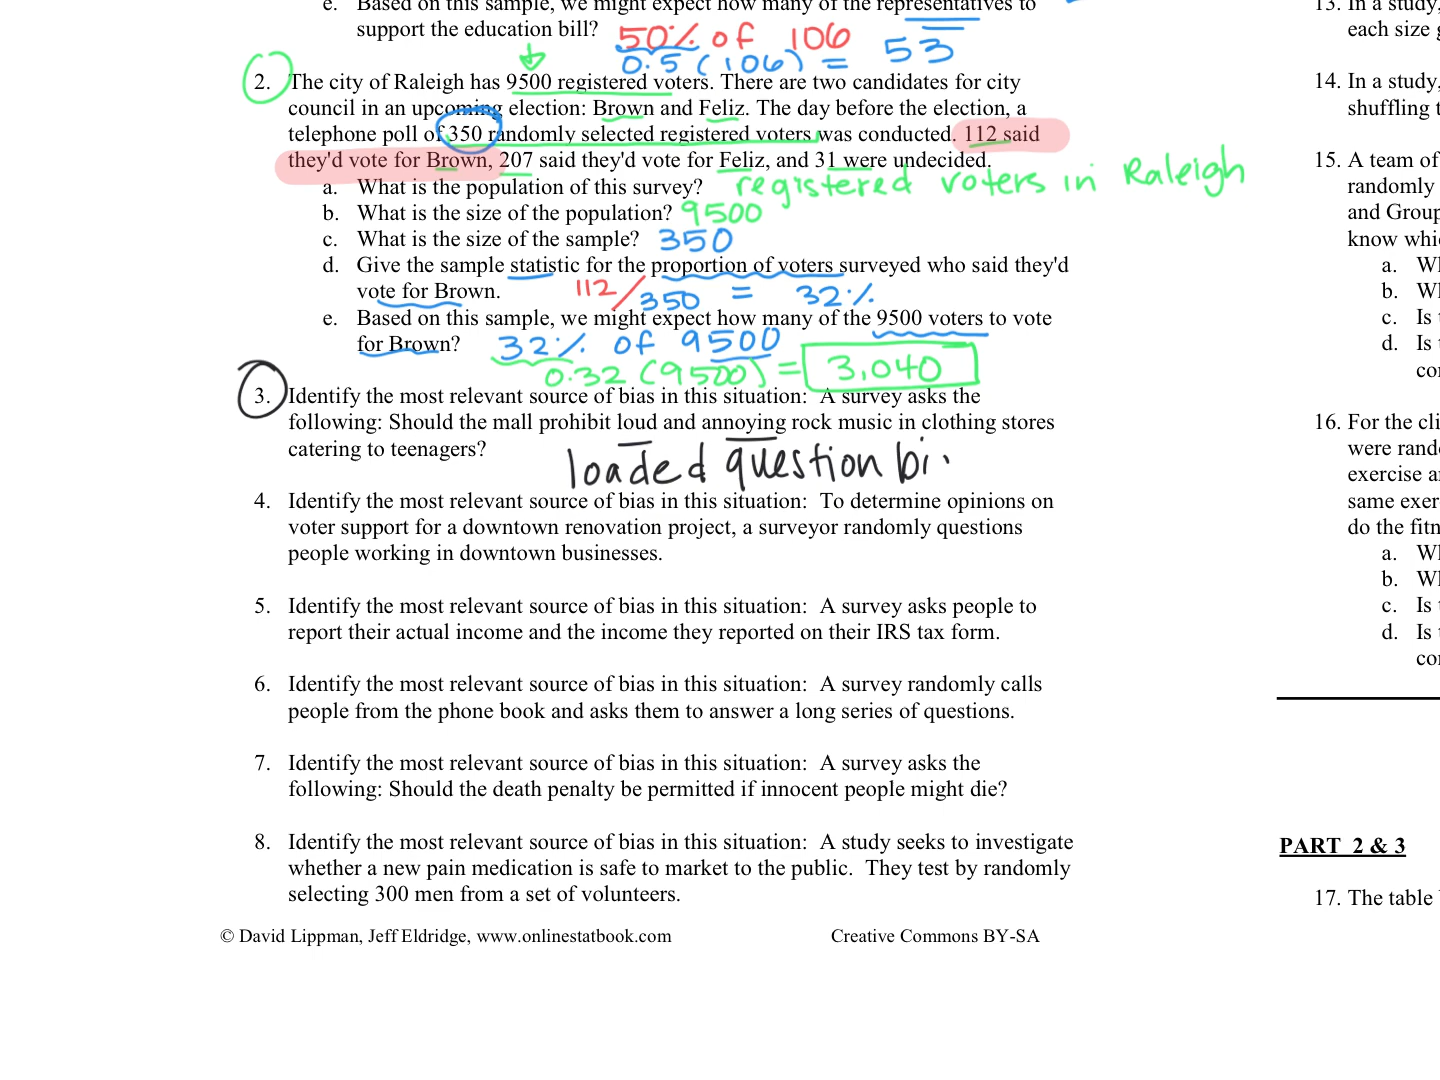 e. Based on this sample, we might expect how many of the representatives to
support the education bill? 50% of 106
0.5 (106) = 53
2. The city of Raleigh has 9500 registered voters. There are two candidates for city
council in an upcoming election: Brown and Feliz. The day before the election, a
telephone poll of 350 randomly selected registered voters was conducted. 112 said
they'd vote for Brown, 207 said they'd vote for Feliz, and 31 were undecided.
a. What is the population of this survey? registered voters in Raleigh
b. What is the size of the population? 9500
c. What is the size of the sample? 350
d. Give the sample statistic for the proportion of voters surveyed who said they'd
vote for Brown. 112/350 = 32%
e. Based on this sample, we might expect how many of the 9500 voters to vote
for Brown? 32% of 9500
0.32 (9500) = 3,040
3. Identify the most relevant source of bias in this situation: A survey asks the
following: Should the mall prohibit loud and annoying rock music in clothing stores
catering to teenagers? loaded question bi
4. Identify the most relevant source of bias in this situation: To determine opinions on
voter support for a downtown renovation project, a surveyor randomly questions
people working in downtown businesses.
5. Identify the most relevant source of bias in this situation: A survey asks people to
report their actual income and the income they reported on their IRS tax form.
6. Identify the most relevant source of bias in this situation: A survey randomly calls
people from the phone book and asks them to answer a long series of questions.
7. Identify the most relevant source of bias in this situation: A survey asks the
following: Should the death penalty be permitted if innocent people might die?
8. Identify the most relevant source of bias in this situation: A study seeks to investigate
whether a new pain medication is safe to market to the public. They test by randomly
selecting 300 men from a set of volunteers.
© David Lippman, Jeff Eldridge, www.onlinestatbook.com Creative Commons BY-SA
13. In a study,
each size g
14. In a study,
shuffling t
15. A team of
randomly
and Group
know whi
a. W
b. W
c. Is
d. Is
co
16. For the cli
were rand
exercise a
same exer
do the fitn
a. W
b. W
c. Is
d. Is
co
PART 2 & 3
17. The table